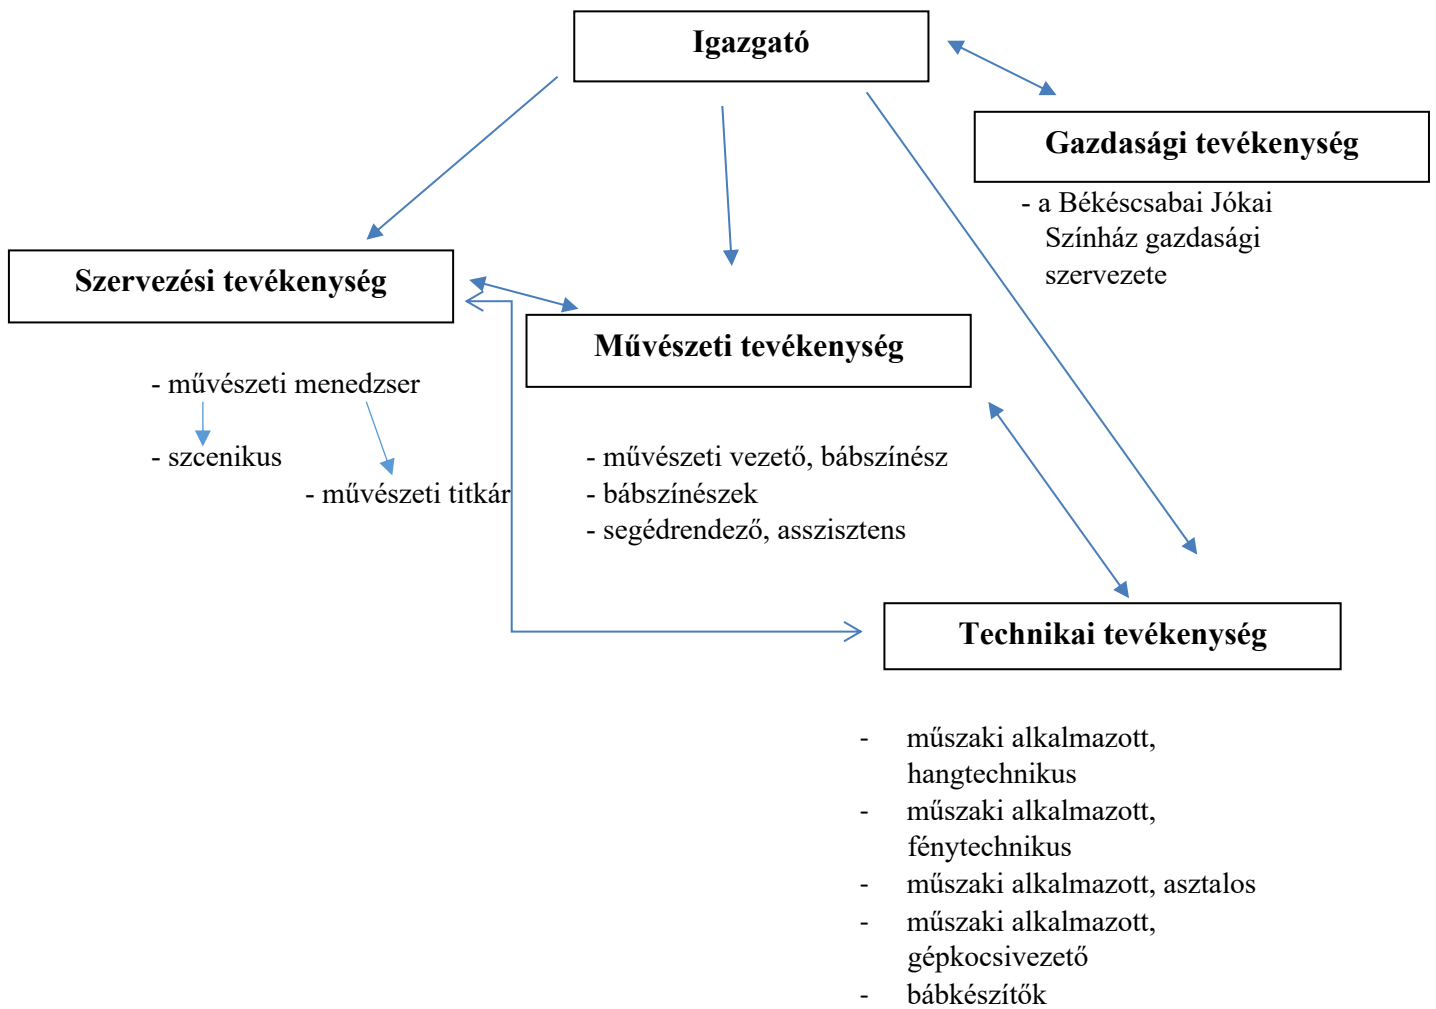 Igazgató
Gazdasági tevékenység
- a Békéscsabai Jókai
Színház gazdasági
szervezete
Szervezési tevékenység
- művészeti menedzser
- szcenikus
- művészeti titkár
Művészeti tevékenység
- művészeti vezető, bábszínész
- bábszínészek
- segédrendező, asszisztens
Technikai tevékenység
- műszaki alkalmazott,
hangtechnikus
- műszaki alkalmazott,
fénytechnikus
- műszaki alkalmazott, asztalos
- műszaki alkalmazott,
gépkocsivezető
- bábkészítők